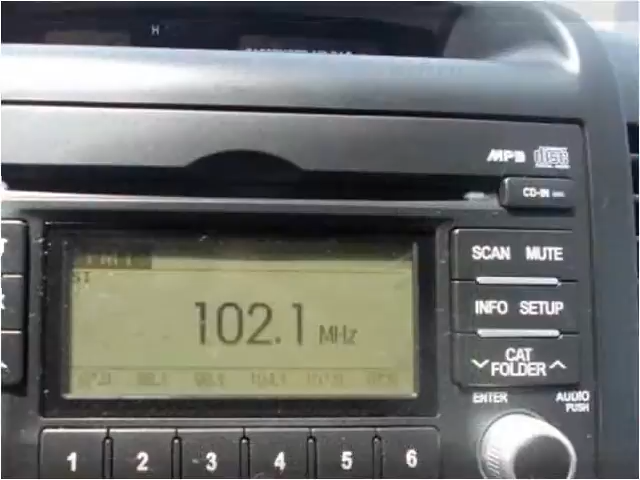 H
MP3
CD-IN
SCAN MUTE
ST
INFO SETUP
102.1 MHz
CAT
FOLDER
ENTER
AUDIO
PUSH
1 2 3 4 5 6